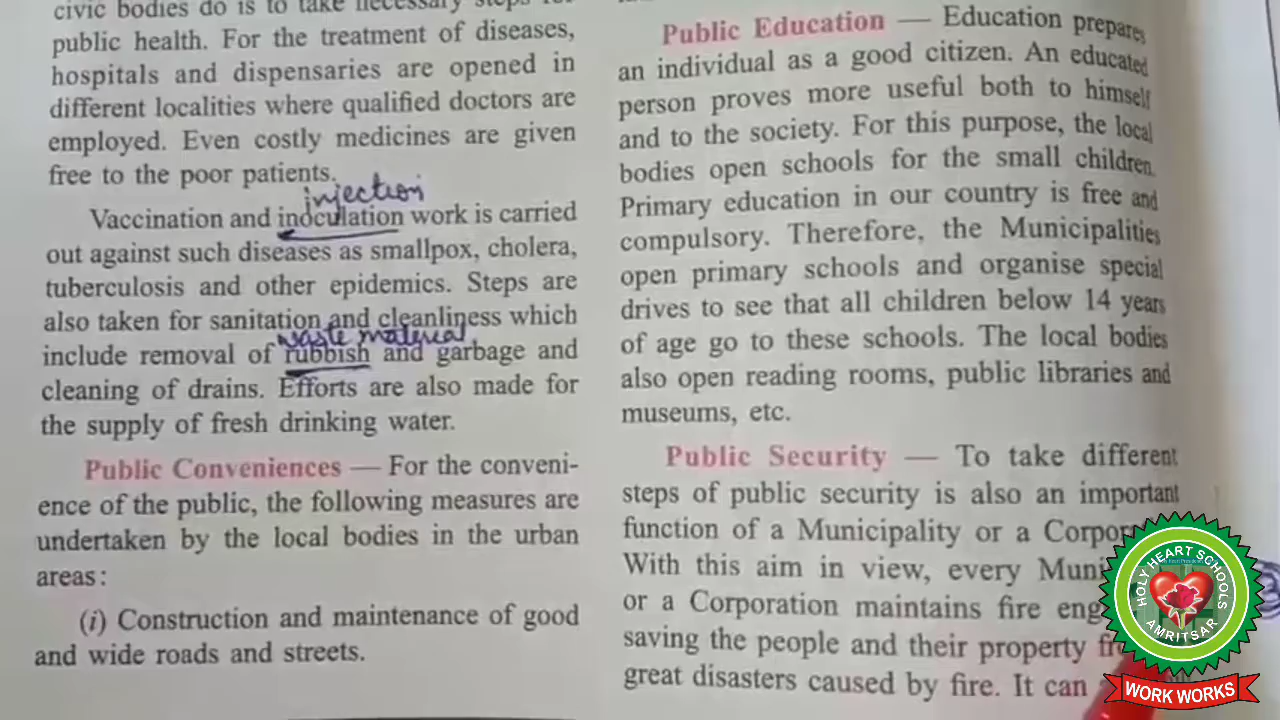 civic bodies do is to take necessary steps for
public health. For the treatment of diseases,
hospitals and dispensaries are opened in
different localities where qualified doctors are
employed. Even costly medicines are given
free to the poor patients.
injection
Vaccination and inoculation work is carried
out against such diseases as smallpox, cholera,
tuberculosis and other epidemics. Steps are
also taken for sanitation and cleanliness which
waste material
include removal of rubbish and garbage and
cleaning of drains. Efforts are also made for
the supply of fresh drinking water.
Public Conveniences — For the conveni-
ence of the public, the following measures are
undertaken by the local bodies in the urban
areas:
(i) Construction and maintenance of good
and wide roads and streets.
Public Education — Education prepares
an individual as a good citizen. An educated
person proves more useful both to himself
and to the society. For this purpose, the local
bodies open schools for the small children.
Primary education in our country is free and
compulsory. Therefore, the Municipalities
open primary schools and organise special
drives to see that all children below 14 years
of age go to these schools. The local bodies
also open reading rooms, public libraries and
museums, etc.
Public Security — To take different
steps of public security is also an important
function of a Municipality or a
With this aim in view, every
or a Corporation maintains fire
saving the people and their property
great disasters caused by fire. It can
HOLY HEART SCHOOLS
AMRITSAR
WORK WORKS